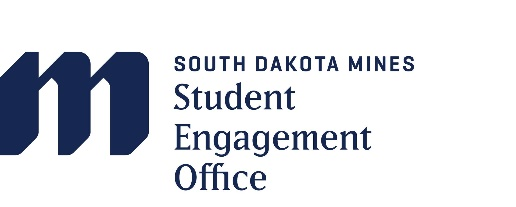 m
SOUTH DAKOTA MINES
Student
Engagement
Office